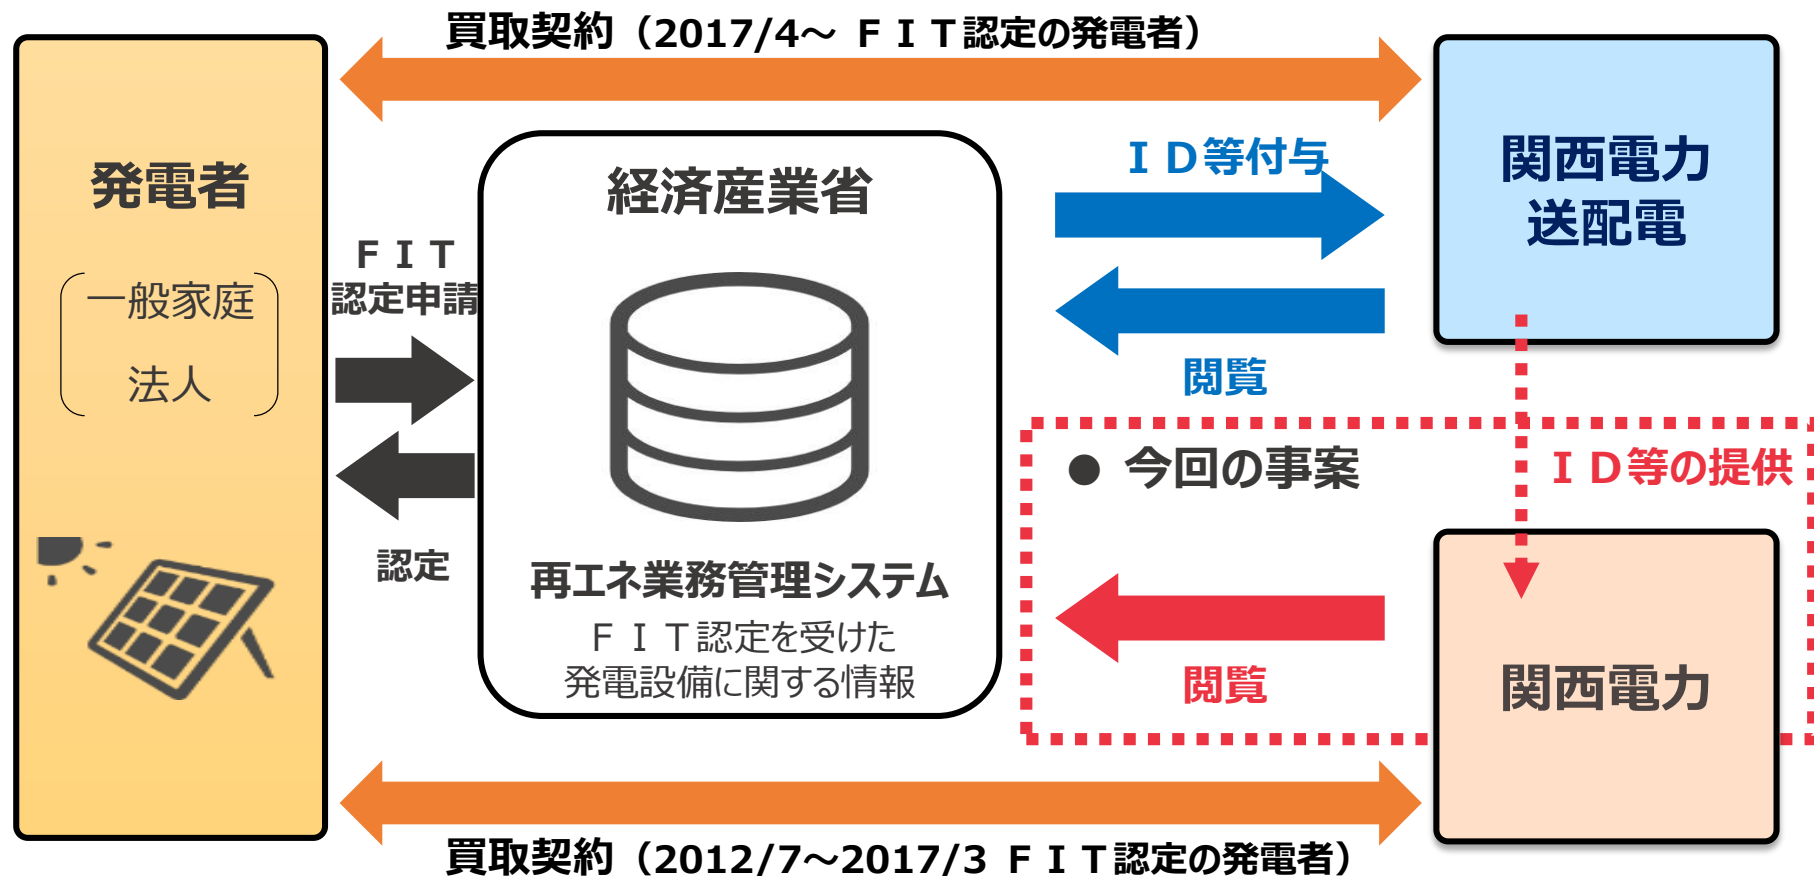 買取契約（2017/4～ ＦＩＴ認定の発電者）
発電者
一般家庭
法人
ＦＩＴ
認定申請
認定
経済産業省
再エネ業務管理システム
ＦＩＴ認定を受けた
発電設備に関する情報
ＩＤ等付与
閲覧
関西電力
送配電
● 今回の事案
ＩＤ等の提供
閲覧
関西電力
買取契約（2012/7～2017/3 ＦＩＴ認定の発電者）